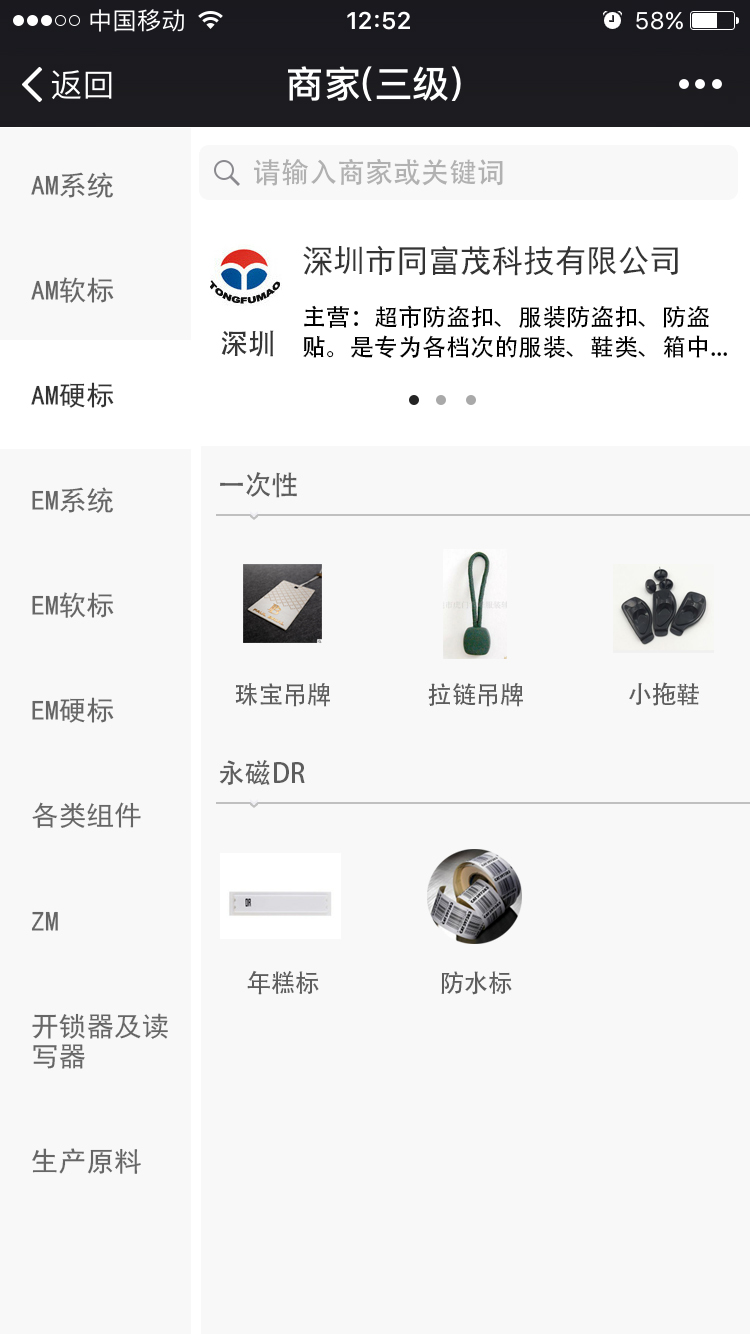 中国移动
12:52
58%
返回
商家(三级)
请输入商家或关键词
AM系统
AM软标
AM硬标
EM系统
EM软标
EM硬标
各类组件
ZM
开锁器及读
写器
生产原料
TONGFUMAO
深圳
深圳市同富茂科技有限公司
主营：超市防盗扣、服装防盗扣、防盗
贴。是专为各档次的服装、鞋类、箱中...
一次性
珠宝吊牌
拉链吊牌
小拖鞋
永磁DR
DR
年糕标
防水标